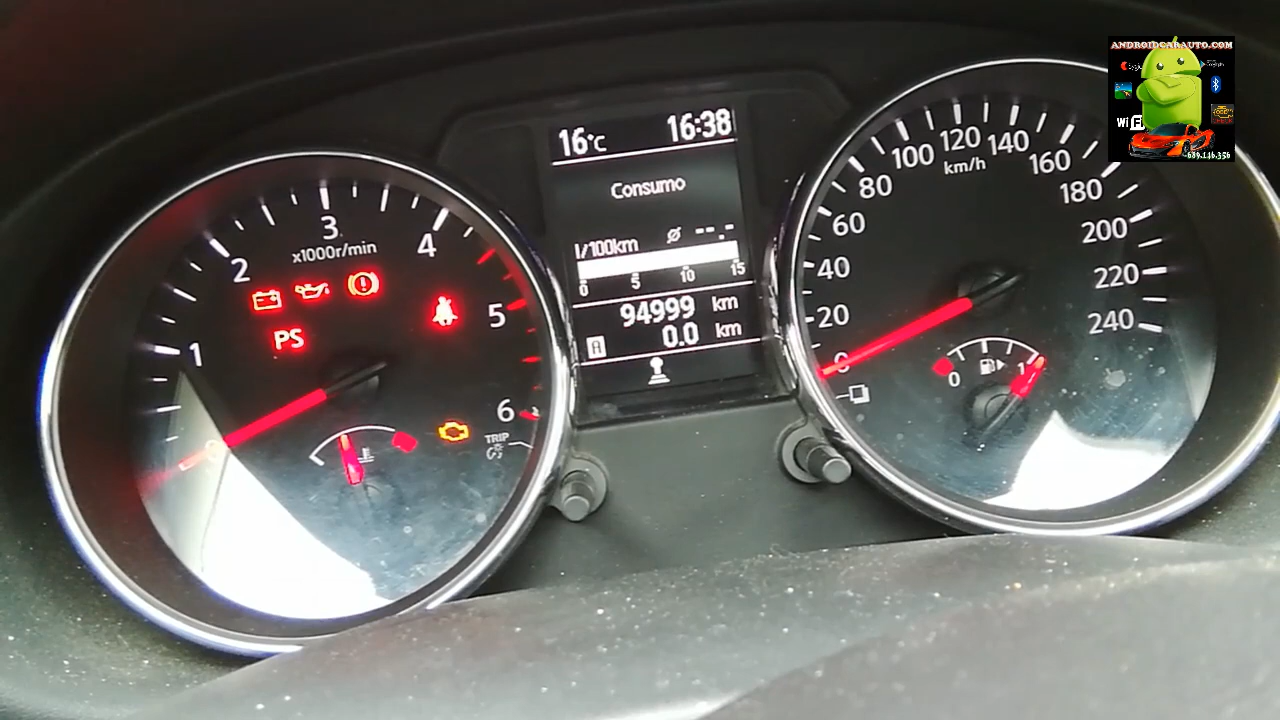 16°C 16:38
Consumo
l/100km ø --.-
0 5 10 15
94999 km
A 0.0 km
1 2 3 4 5 6
x1000r/min
PS
TRIP
0 20 40 60 80 100 120 140 160 180 200 220 240
km/h
0 1
ANDROIDCARAUTO.COM
WiFi
CHECK